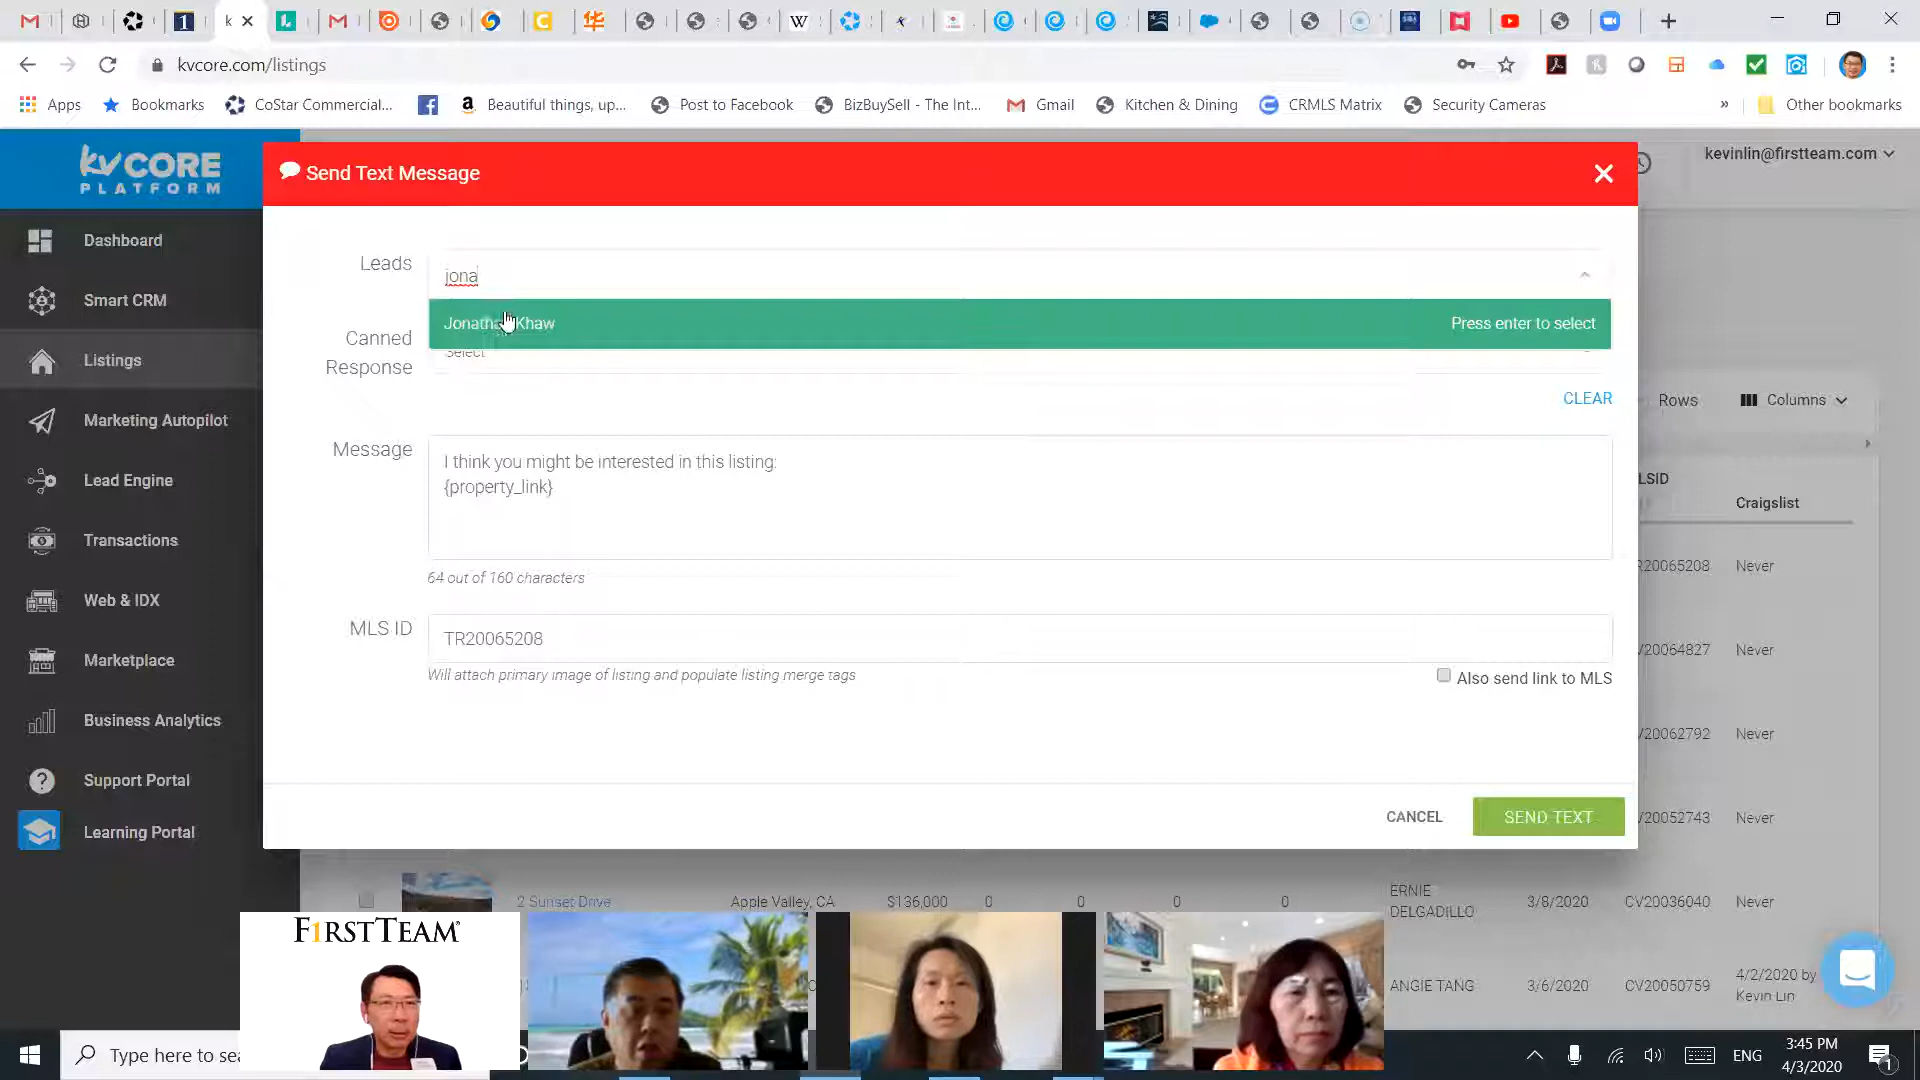 kvcore.com/listings
Apps
Bookmarks
CoStar Commercial...
Beautiful things, up...
Post to Facebook
BizBuySell - The Int...
Gmail
Kitchen & Dining
CRMLS Matrix
Security Cameras
»
Other bookmarks
kvCORE
PLATFORM
kevinlin@firstteam.com
Send Text Message
Dashboard
Smart CRM
Listings
Marketing Autopilot
Lead Engine
Transactions
Web & IDX
Marketplace
Business Analytics
Support Portal
Learning Portal
Leads
jona
Khaw
Press enter to select
Canned
Response
Select
CLEAR
Message
I think you might be interested in this listing:
{property_link}
64 out of 160 characters
MLS ID
TR20065208
Will attach primary image of listing and populate listing merge tags
Also send link to MLS
CANCEL
SEND TEXT
Rows
Columns
Craigslist
Never
Never
Never
Never
2 Sunset Drive
Apple Valley, CA
$136,000
0
0
0
0
ERNIE
DELGADILLO
3/8/2020
CV20036040
Never
ANGIE TANG
3/6/2020
CV20050759
4/2/2020 by
Kevin Lin
FIRSTTEAM®
Type here to
ENG
3:45 PM
4/3/2020
1